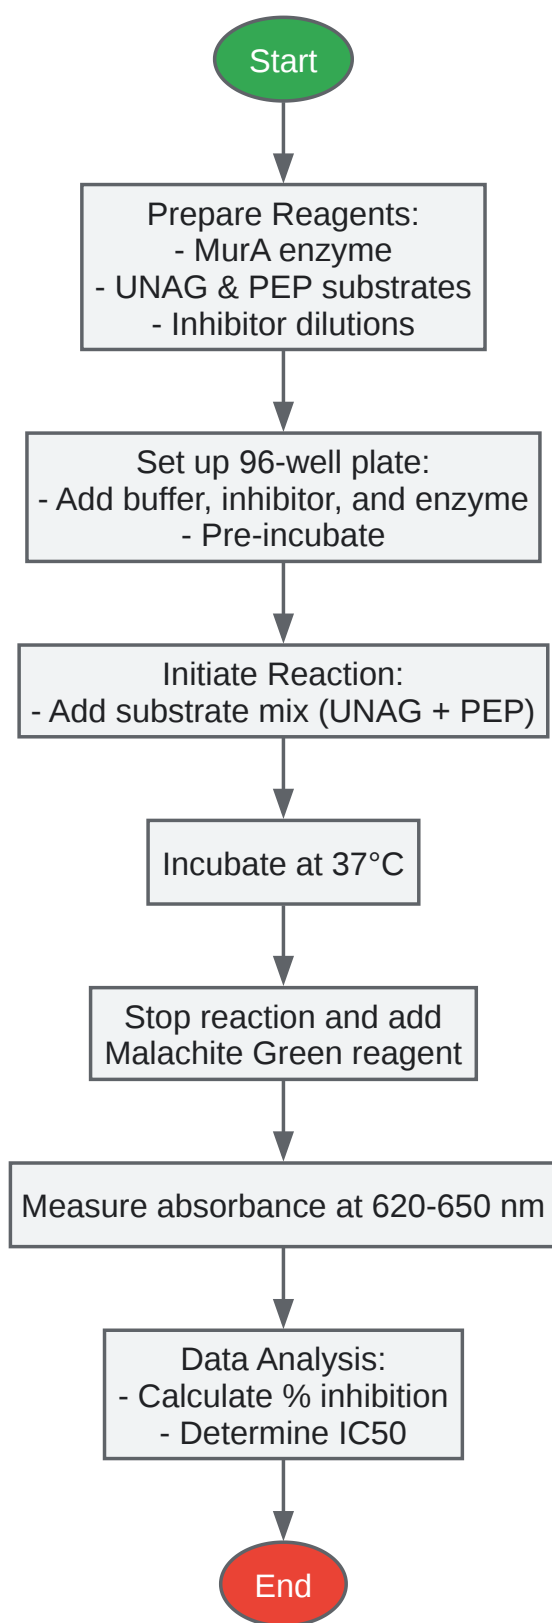 Start
Prepare Reagents:
- MurA enzyme
- UNAG & PEP substrates
- Inhibitor dilutions
Set up 96-well plate:
- Add buffer, inhibitor, and enzyme
- Pre-incubate
Initiate Reaction:
- Add substrate mix (UNAG + PEP)
Incubate at 37°C
Stop reaction and add
Malachite Green reagent
Measure absorbance at 620-650 nm
Data Analysis:
- Calculate % inhibition
- Determine IC50
End